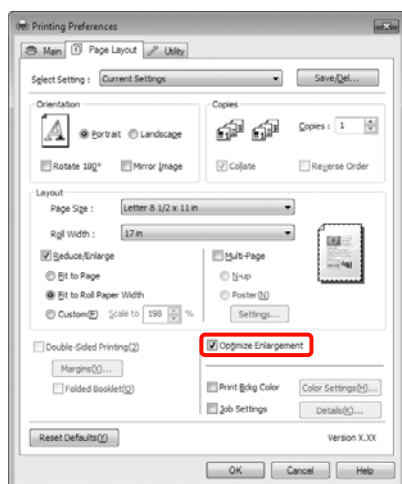 Printing Preferences
Main Page Layout Utility
Select Setting : Current Settings Save/Del...
Orientation Copies
Portrait Landscape Copies : 1
Rotate 180° Mirror Image Collate Reverse Order
Layout
Page Size : Letter 8 1/2 x 11 in
Roll Width : 17 in
Reduce/Enlarge Multi-Page
Fit to Page N-up
Fit to Roll Paper Width Poster(N)
Custom(F) Scale to 198 % Settings...
Double-Sided Printing(2) Optimize Enlargement
Margins(X)...
Folded Booklet(Q) Print Bckg Color Color Settings(H)...
Job Settings Details(K)...
Reset Defaults(Y) Version X.XX
OK Cancel Help